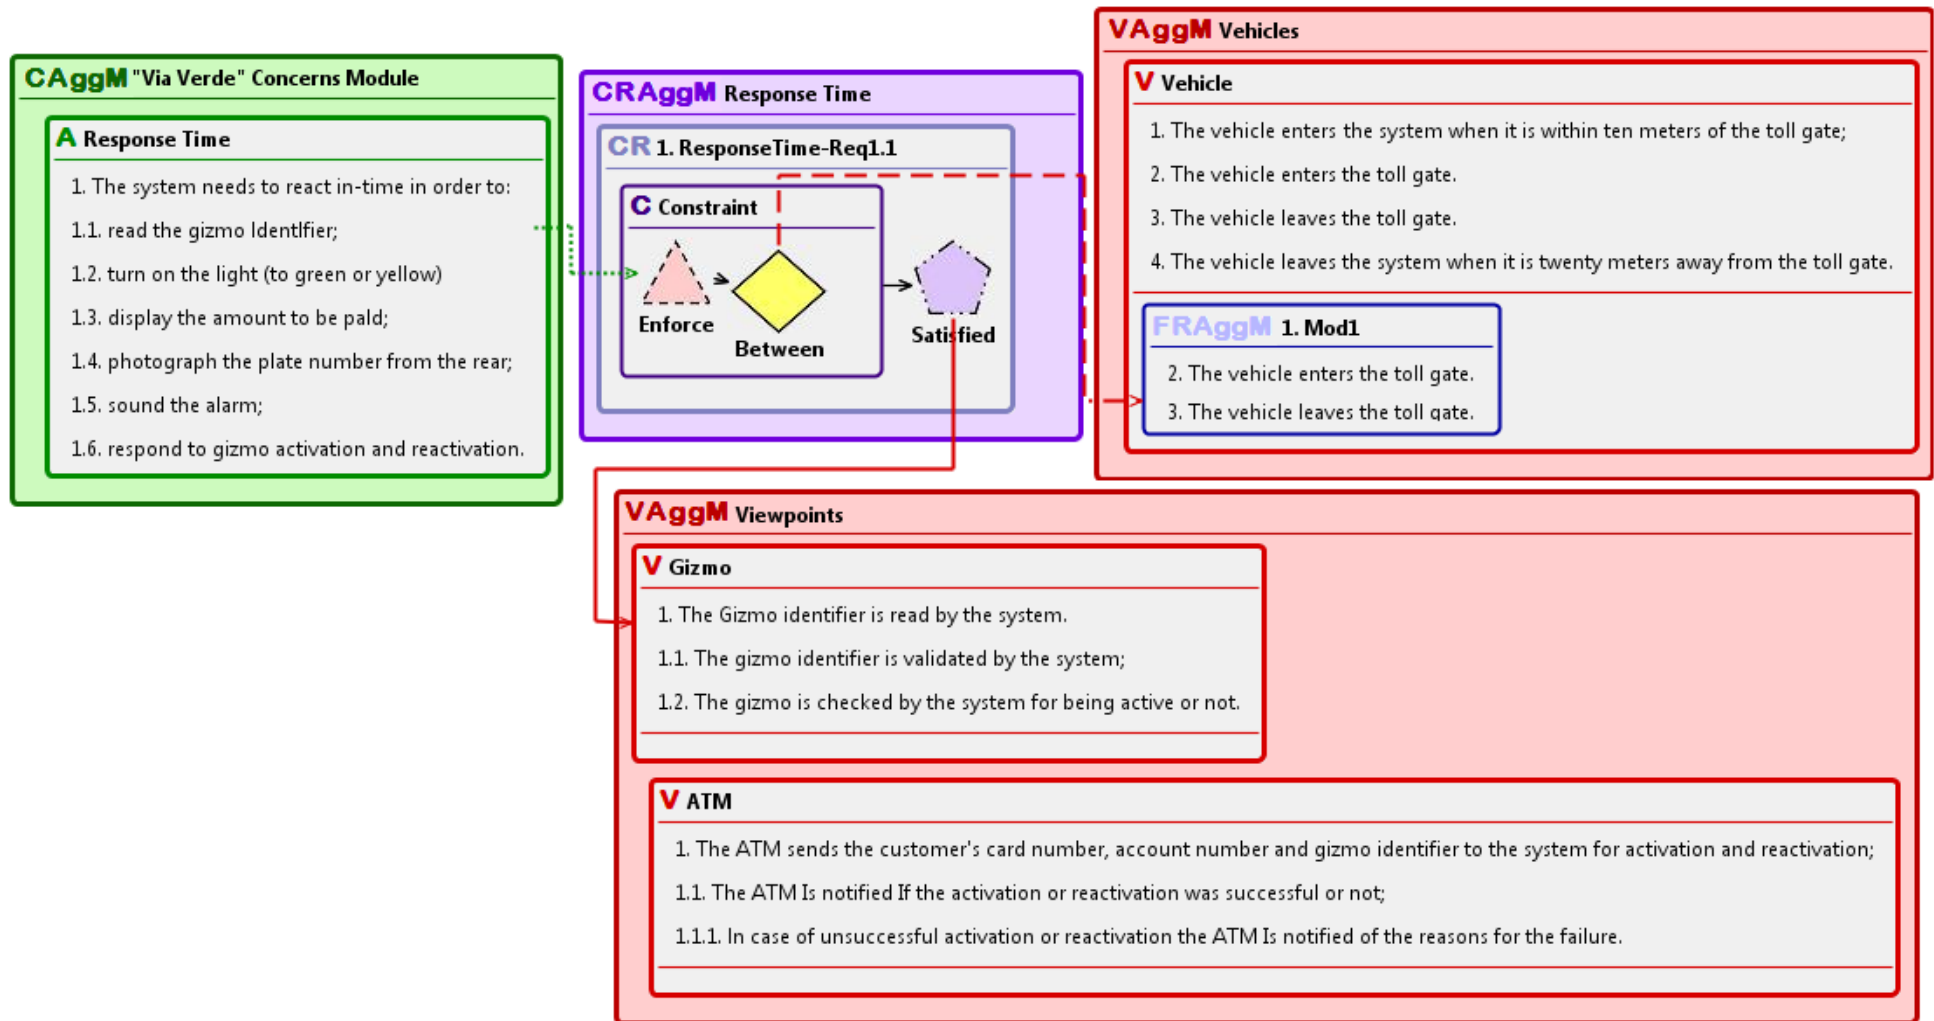 CAggM "Via Verde" Concerns Module
A Response Time
1. The system needs to react in-time in order to:
1.1. read the gizmo Identlfier;
1.2. turn on the light (to green or yellow)
1.3. display the amount to be pald;
1.4. photograph the plate number from the rear;
1.5. sound the alarm;
1.6. respond to gizmo activation and reactivation.
CRAggM Response Time
CR 1. ResponseTime-Req1.1
C Constraint
Enforce
Between
Satisfied
VAggM Vehicles
V Vehicle
1. The vehicle enters the system when it is within ten meters of the toll gate;
2. The vehicle enters the toll gate.
3. The vehicle leaves the toll gate.
4. The vehicle leaves the system when it is twenty meters away from the toll gate.
FRAggM 1. Mod1
2. The vehicle enters the toll gate.
3. The vehicle leaves the toll gate.
VAggM Viewpoints
V Gizmo
1. The Gizmo identifier is read by the system.
1.1. The gizmo identifier is validated by the system;
1.2. The gizmo is checked by the system for being active or not.
V ATM
1. The ATM sends the customer's card number, account number and gizmo identifier to the system for activation and reactivation;
1.1. The ATM Is notified If the activation or reactivation was successful or not;
1.1.1. In case of unsuccessful activation or reactivation the ATM Is notified of the reasons for the failure.